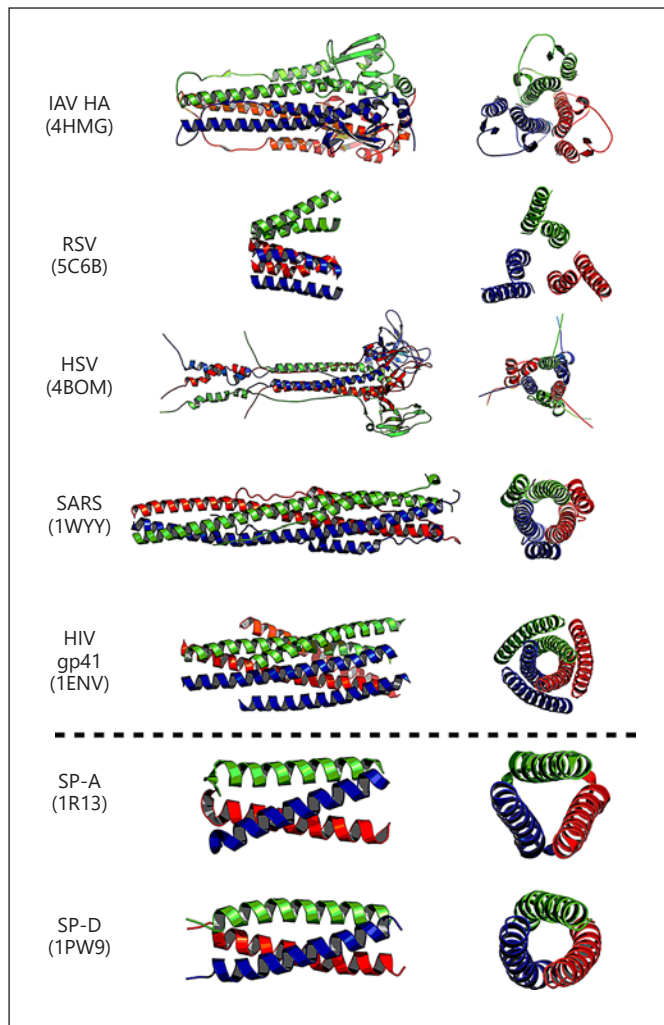 IAV HA
(4HMG)
RSV
(5C6B)
HSV
(4BOM)
SARS
(1WYY)
HIV
gp41
(1ENV)
SP-A
(1R13)
SP-D
(1PW9)